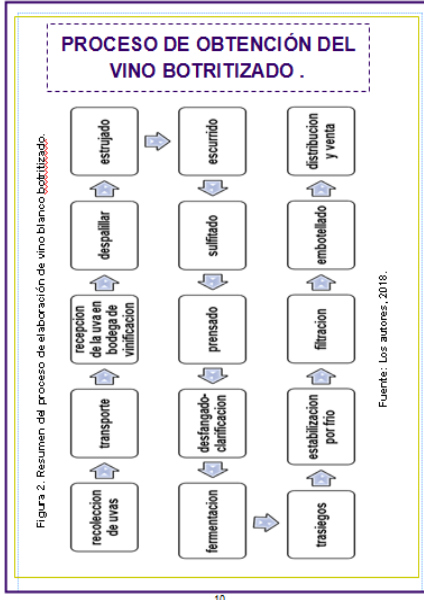 PROCESO DE OBTENCIÓN DEL
VINO BOTRITIZADO .
Figura 2. Resumen del proceso de elaboración de vino blanco botritizado.
recoleccion
de uvas
transporte
recepcion
de la uva en
bodega de
vinificacion
despalillar
estrujado
escurrido
sulfitado
prensado
desfangado-
clarificacion
fermentacion
trasiegos
estabilizacion
por frio
filtracion
embotellado
distribucion
y venta
Fuente: Los autores, 2018.
10